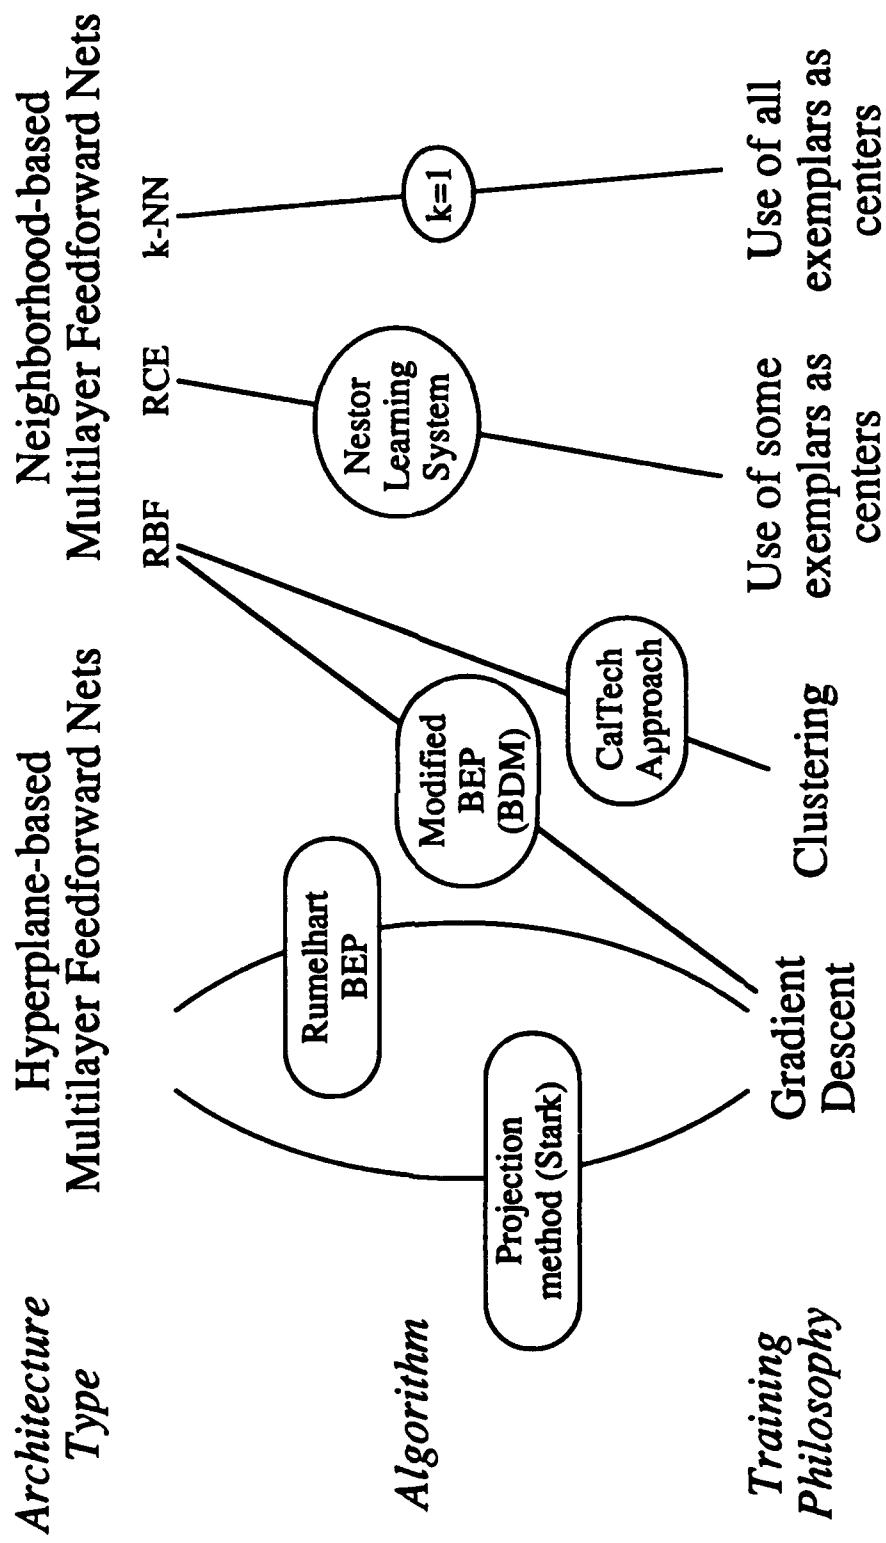 Architecture
Type
Hyperplane-based
Multilayer Feedforward Nets
Neighborhood-based
Multilayer Feedforward Nets
RBF
RCE
k-NN
Algorithm
Projection
method (Stark)
Rumelhart
BEP
Modified
BEP
(BDM)
CalTech
Approach
Nestor
Learning
System
k=1
Training
Philosophy
Gradient
Descent
Clustering
Use of some
exemplars as
centers
Use of all
exemplars as
centers